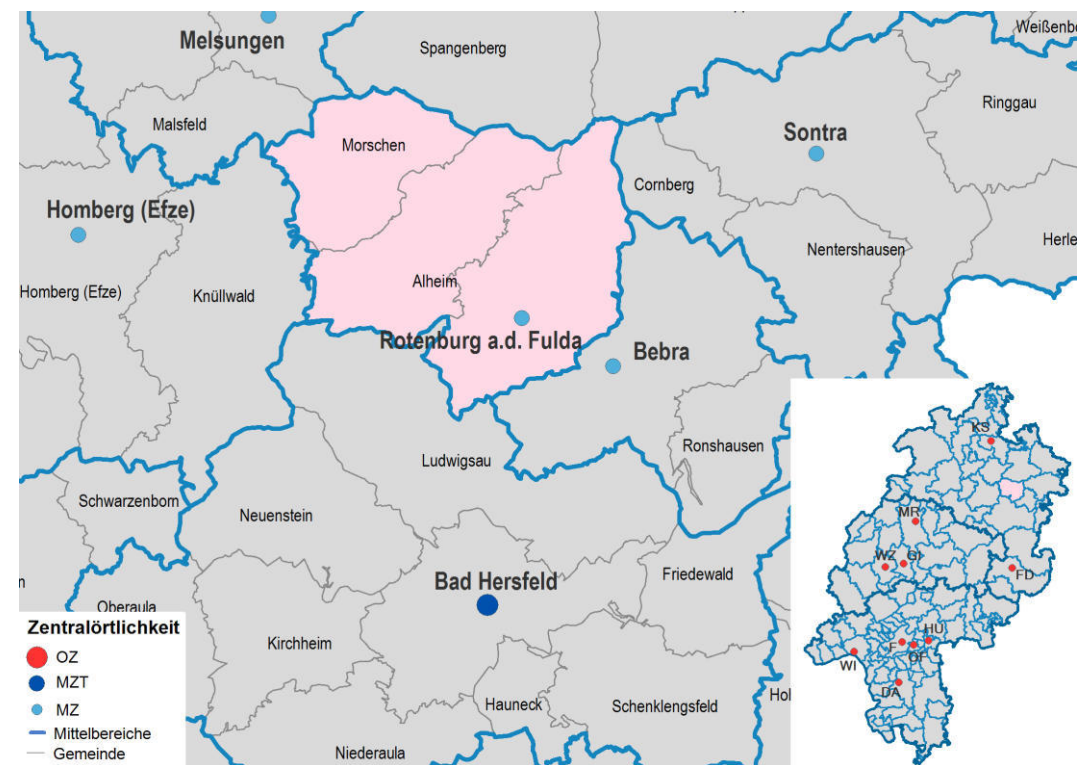 Melsungen
Spangenberg
Weißenb
Ringgau
Malsfeld
Sontra
Morschen
Cornberg
Homberg (Efze)
Nentershausen
Herle
Alheim
Homberg (Efze)
Knüllwald
Rotenburg a.d. Fulda
Bebra
Ronshausen
Ludwigsau
Schwarzenborn
Neuenstein
Friedewald
Bad Hersfeld
Oberaula
Kirchheim
Hauneck
Schenklengsfeld
Hol
Niederaula
n
Zentralörtlichkeit
OZ
MZT
MZ
Mittelbereiche
Gemeinde
KS
MR
WZ
GI
FD
HU
F
OF
WI
DA